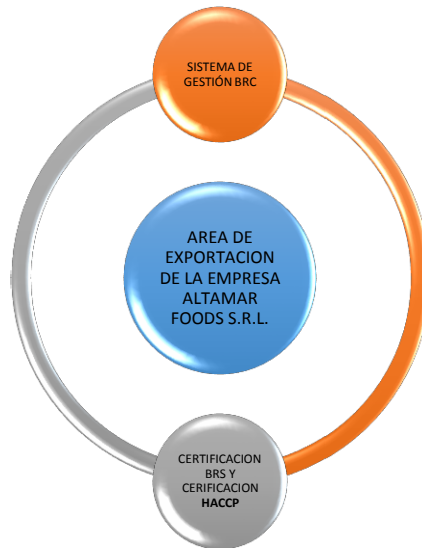 SISTEMA DE
GESTIÓN BRC
AREA DE
EXPORTACION
DE LA EMPRESA
ALTAMAR
FOODS S.R.L.
CERTIFICACION
BRS Y
CERIFICACION
HACCP